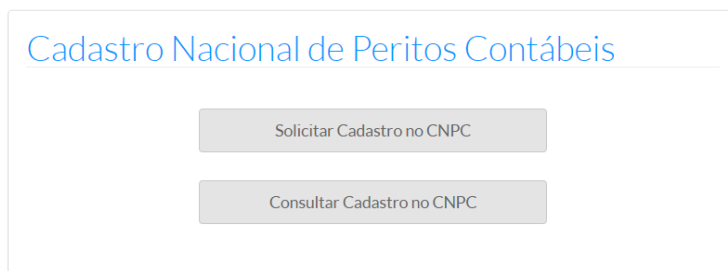 Cadastro Nacional de Peritos Contábeis
Solicitar Cadastro no CNPC
Consultar Cadastro no CNPC